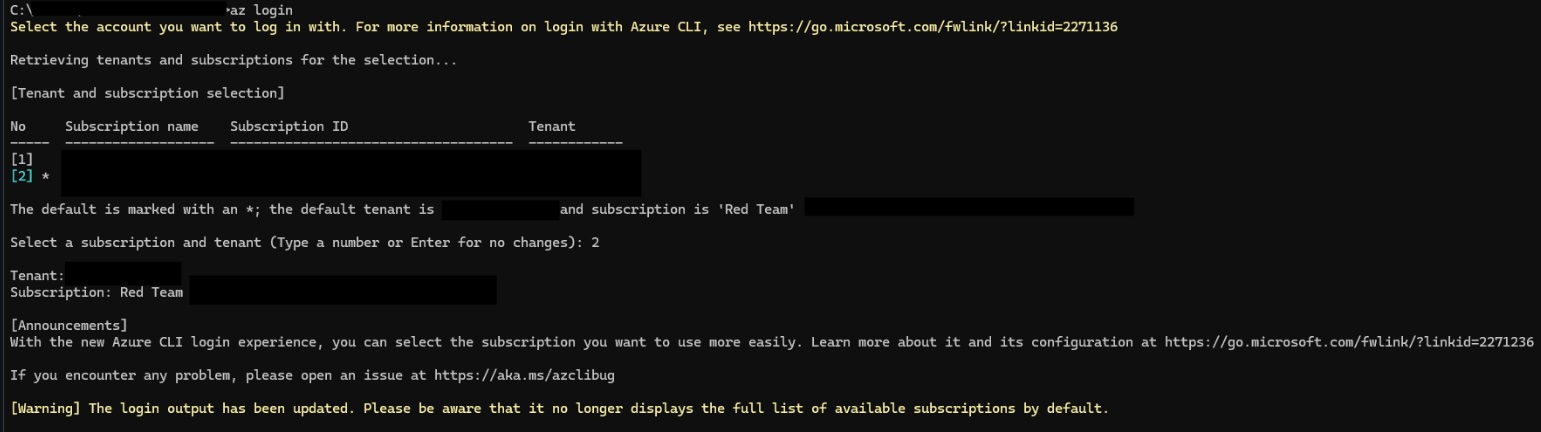 C:\ >az login
Select the account you want to log in with. For more information on login with Azure CLI, see https://go.microsoft.com/fwlink/?linkid=2271136
Retrieving tenants and subscriptions for the selection...
[Tenant and subscription selection]
No Subscription name Subscription ID Tenant
----- ------------------- ------------------------------------ ------------
[1]
[2] *
The default is marked with an *; the default tenant is and subscription is 'Red Team'
Select a subscription and tenant (Type a number or Enter for no changes): 2
Tenant:
Subscription: Red Team
[Announcements]
With the new Azure CLI login experience, you can select the subscription you want to use more easily. Learn more about it and its configuration at https://go.microsoft.com/fwlink/?linkid=2271236
If you encounter any problem, please open an issue at https://aka.ms/azclibug
[Warning] The login output has been updated. Please be aware that it no longer displays the full list of available subscriptions by default.